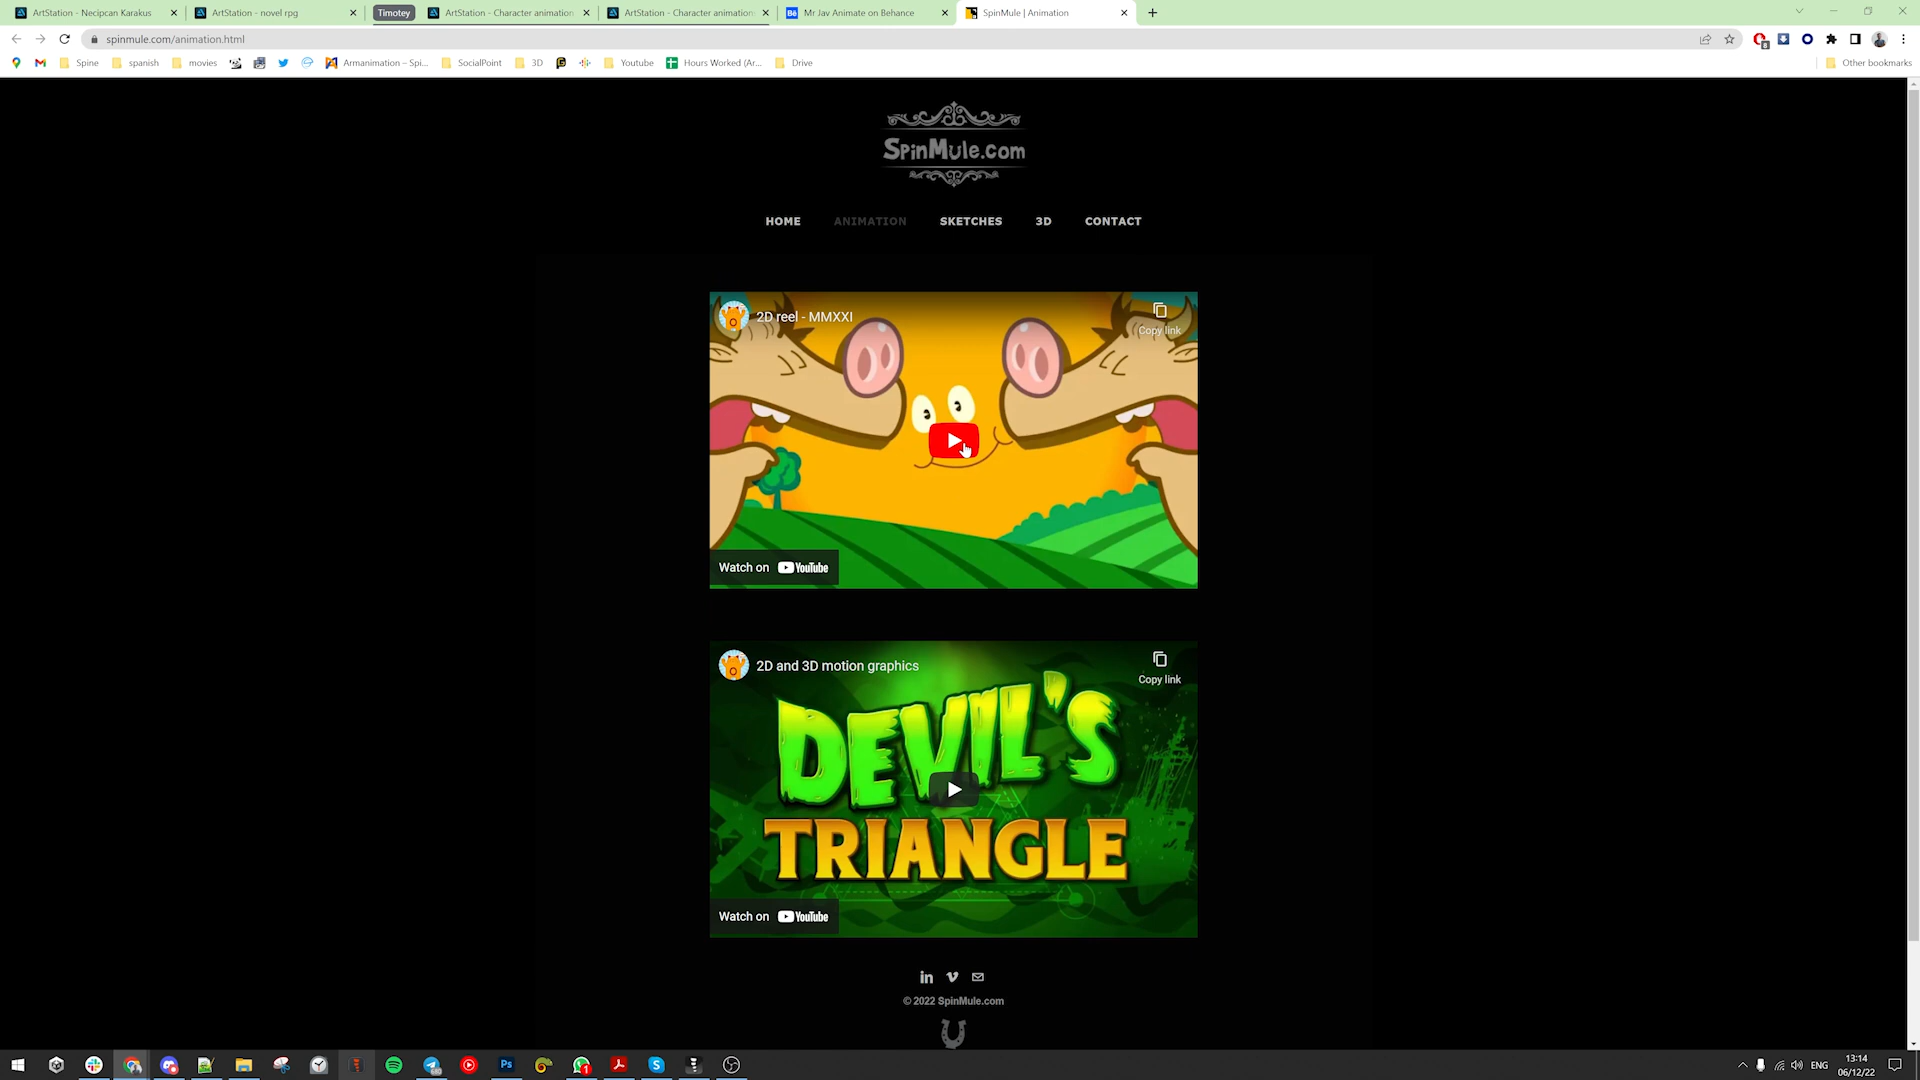 ArtStation - Necipcan Karakus
ArtStation - novel rpg
Timotey
ArtStation - Character animation
ArtStation - Character animation
Bē Mr Jav Animate on Behance
SpinMule | Animation
spinmule.com/animation.html
Spine
spanish
movies
Armanimation – Spi...
SocialPoint
3D
Youtube
Hours Worked (Ar...
Drive
Other bookmarks
SpinMule.com
HOME
ANIMATION
SKETCHES
3D
CONTACT
2D reel - MMXXI
Copy link
Watch on YouTube
2D and 3D motion graphics
Copy link
DEVIL'S
TRIANGLE
Watch on YouTube
© 2022 SpinMule.com
ENG
13:14
06/12/22